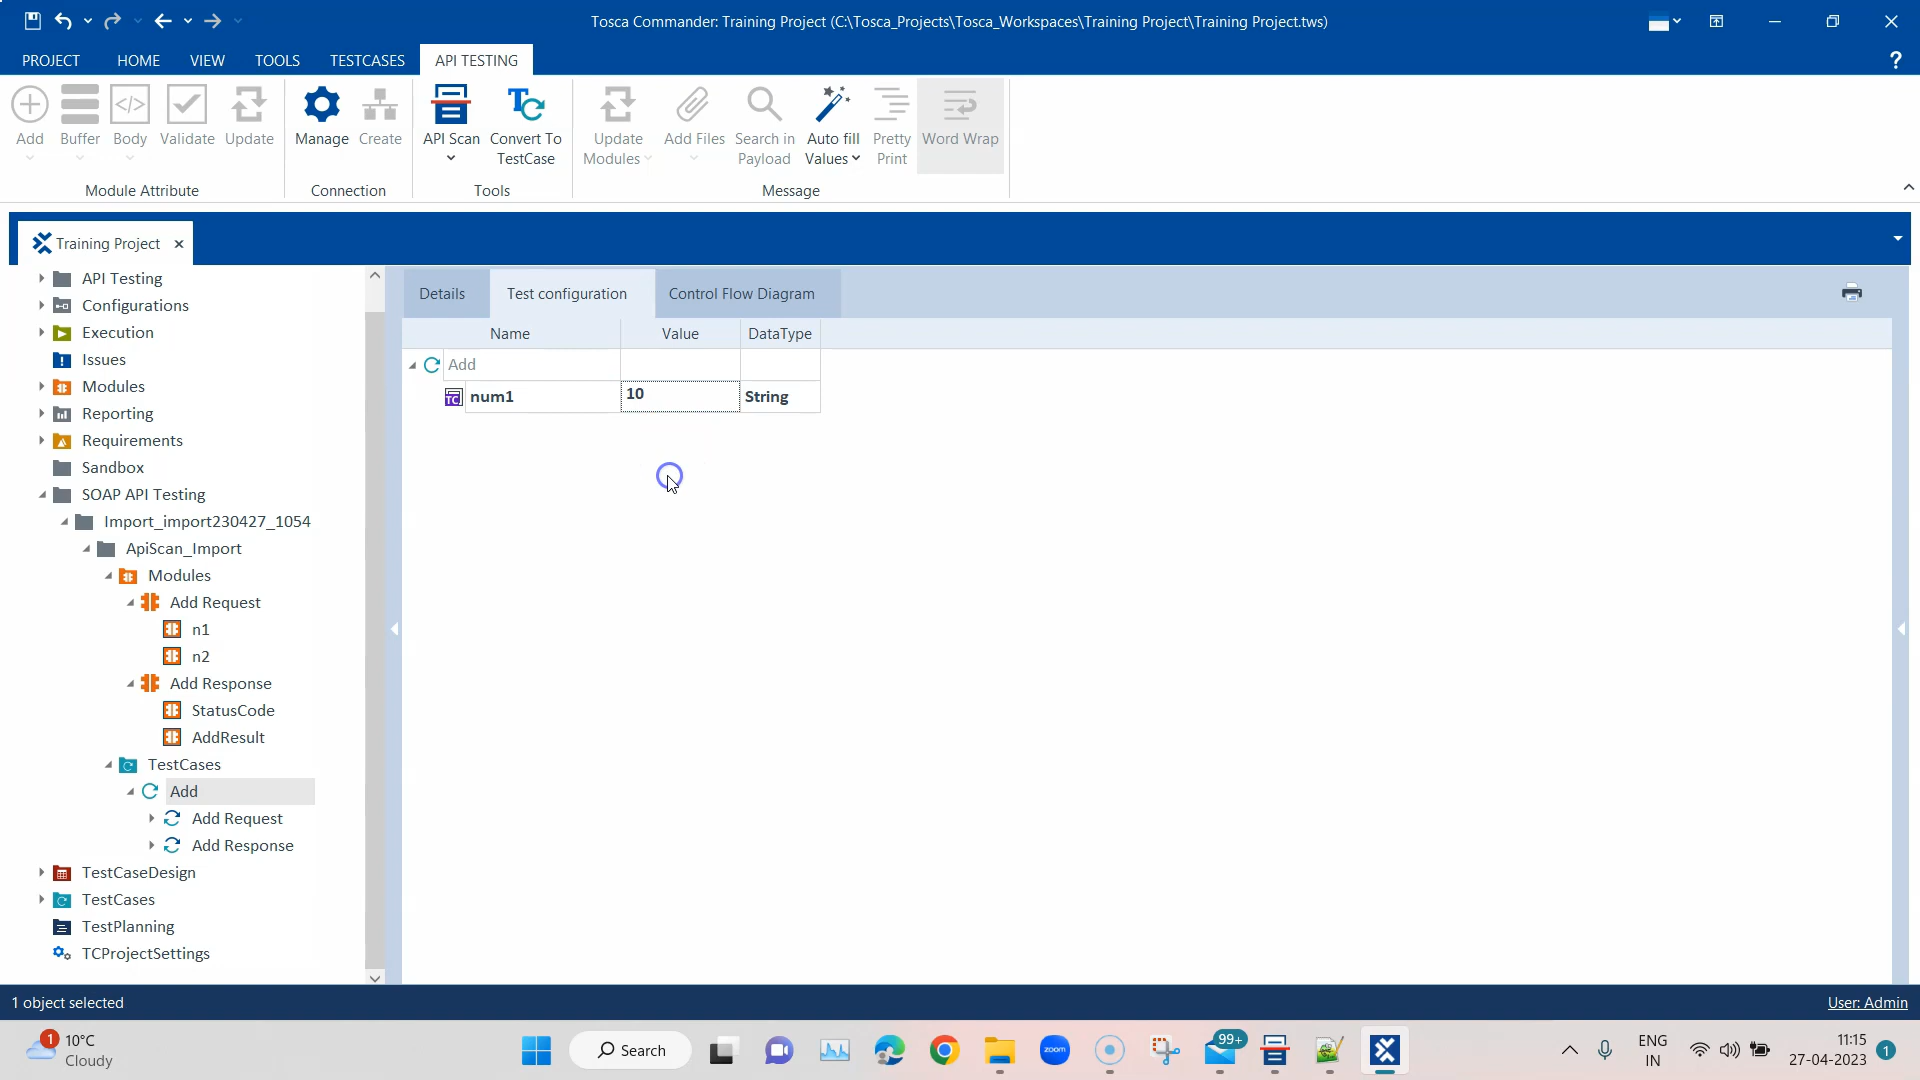 Tosca Commander: Training Project (C:\Tosca_Projects\Tosca_Workspaces\Training Project\Training Project.tws)
PROJECT HOME VIEW TOOLS TESTCASES API TESTING ?
Add Buffer Body Validate Update Manage Create API Scan Convert To TestCase Update Modules Add Files Search in Payload Auto fill Values Pretty Print Word Wrap
Module Attribute Connection Tools Message
Training Project
Details Test configuration Control Flow Diagram
Name Value DataType
Add
num1 10 String
API Testing
Configurations
Execution
Issues
Modules
Reporting
Requirements
Sandbox
SOAP API Testing
Import_import230427_1054
ApiScan_Import
Modules
Add Request
n1
n2
Add Response
StatusCode
AddResult
TestCases
Add
Add Request
Add Response
TestCaseDesign
TestCases
TestPlanning
TCProjectSettings
1 object selected User: Admin
1 10°C
Cloudy
Search
zoom
99+
ENG
IN
11:15
27-04-2023
1